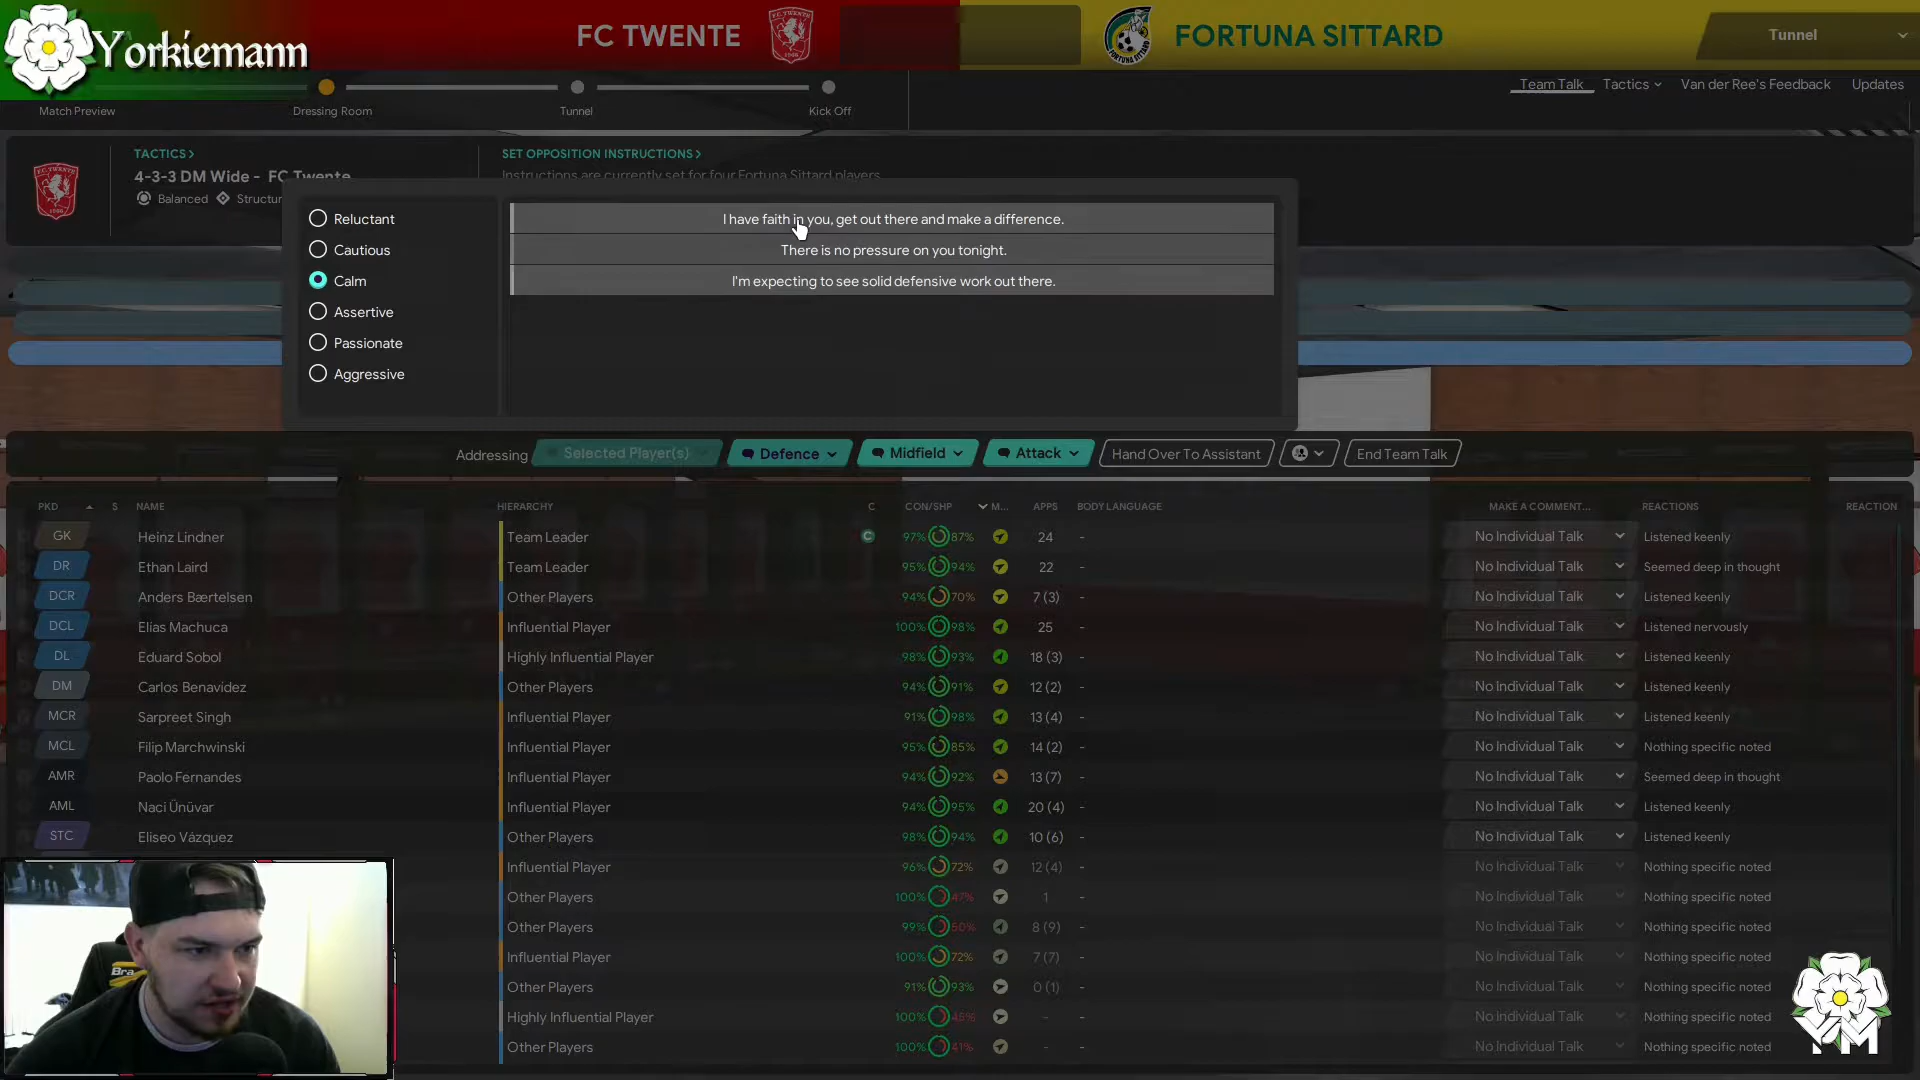 Yorkiemann
FC TWENTE
FORTUNA SITTARD
Tunnel
Match Preview
Dressing Room
Tunnel
Kick Off
Team Talk
Tactics
Van der Ree's Feedback
Updates
TACTICS >
4-3-3 DM Wide - FC Twente
Balanced
Structu
SET OPPOSITION INSTRUCTIONS >
Instructions are currently set for four Fortuna Sittard players
Reluctant
Cautious
Calm
Assertive
Passionate
Aggressive
I have faith in you, get out there and make a difference.
There is no pressure on you tonight.
I'm expecting to see solid defensive work out there.
Addressing Selected Player(s) Defence Midfield Attack Hand Over To Assistant End Team Talk
PKD S NAME HIERARCHY C CON/SHP M... APPS BODY LANGUAGE MAKE A COMMENT... REACTIONS REACTION
GK Heinz Lindner Team Leader C 97% 87% 24 - No Individual Talk Listened keenly
DR Ethan Laird Team Leader 95% 94% 22 - No Individual Talk Seemed deep in thought
DCR Anders Bærtelsen Other Players 94% 70% 7 (3) - No Individual Talk Listened keenly
DCL Elías Machuca Influential Player 100% 98% 25 - No Individual Talk Listened nervously
DL Eduard Sobol Highly Influential Player 98% 93% 18 (3) - No Individual Talk Listened keenly
DM Carlos Benavidez Other Players 94% 91% 12 (2) - No Individual Talk Listened keenly
MCR Sarpreet Singh Influential Player 91% 98% 13 (4) - No Individual Talk Listened keenly
MCL Filip Marchwinski Influential Player 95% 85% 14 (2) - No Individual Talk Nothing specific noted
AMR Paolo Fernandes Influential Player 94% 92% 13 (7) - No Individual Talk Seemed deep in thought
AML Naci Ünüvar Influential Player 94% 95% 20 (4) - No Individual Talk Listened keenly
STC Eliseo Vázquez Other Players 98% 94% 10 (6) - No Individual Talk Listened keenly
Influential Player 96% 72% 12 (4) - No Individual Talk Nothing specific noted
Other Players 100% 47% 1 - No Individual Talk Nothing specific noted
Other Players 99% 50% 8 (9) - No Individual Talk Nothing specific noted
Influential Player 100% 72% 7 (7) - No Individual Talk Nothing specific noted
Other Players 91% 93% 0 (1) - No Individual Talk Nothing specific noted
Highly Influential Player 100% - - No Individual Talk Nothing specific noted
Other Players 100% 41% - - No Individual Talk Nothing specific noted
Bra
YM